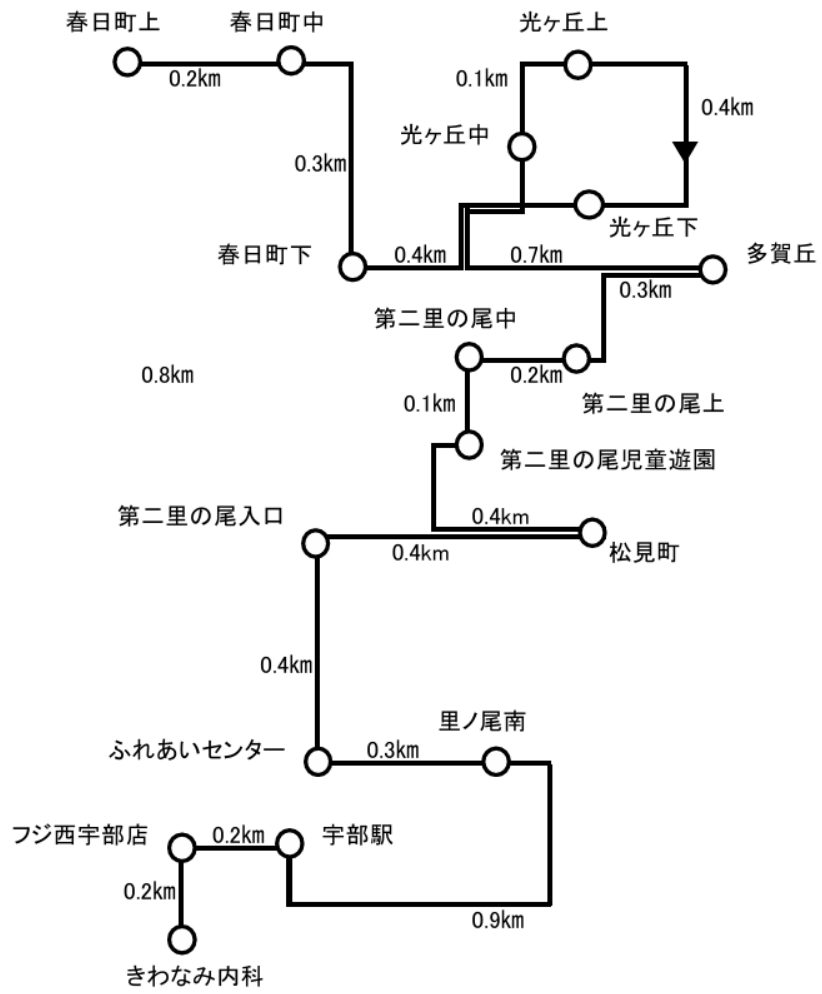 春日町上
春日町中
光ヶ丘上
0.2km
0.1km
0.4km
光ヶ丘中
0.3km
光ヶ丘下
春日町下
0.4km
0.7km
多賀丘
0.3km
第二里の尾中
0.8km
0.2km
0.1km
第二里の尾上
第二里の尾児童遊園
第二里の尾入口
0.4km
0.4km
松見町
0.4km
里ノ尾南
ふれあいセンター
0.3km
フジ西宇部店
0.2km
宇部駅
0.2km
0.9km
きわなみ内科